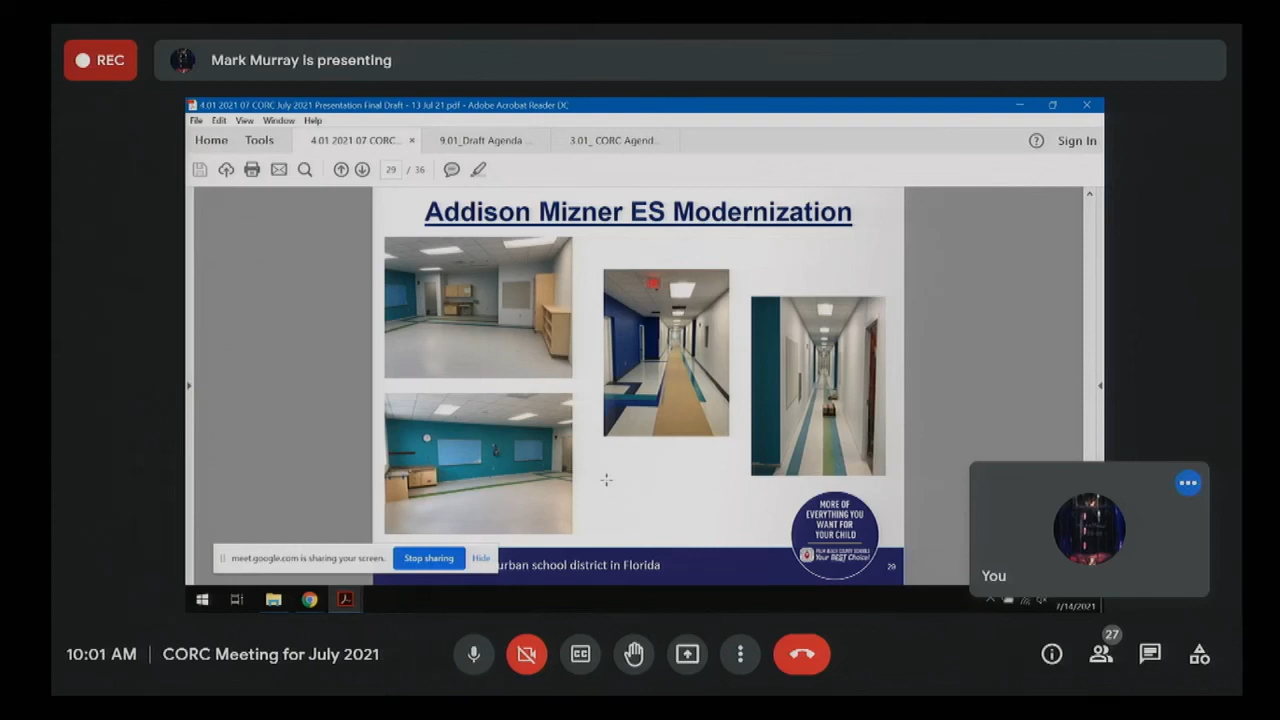 REC
Mark Murray is presenting
4.01 2021 07 CORC July 2021 Presentation Final Draft - 13 Jul 21.pdf - Adobe Acrobat Reader DC
File Edit View Window Help
Home Tools 4.01 2021 07 CORC... × 9.01_Draft Agenda ... 3.01_ CORC Agend... Sign In
29 / 36
Addison Mizner ES Modernization
MORE OF
EVERYTHING YOU
WANT FOR
YOUR CHILD
PALM BEACH COUNTY SCHOOLS
Your BEST Choice!
meet.google.com is sharing your screen. Stop sharing Hide
urban school district in Florida
29
You
7/14/2021
10:01 AM | CORC Meeting for July 2021
27